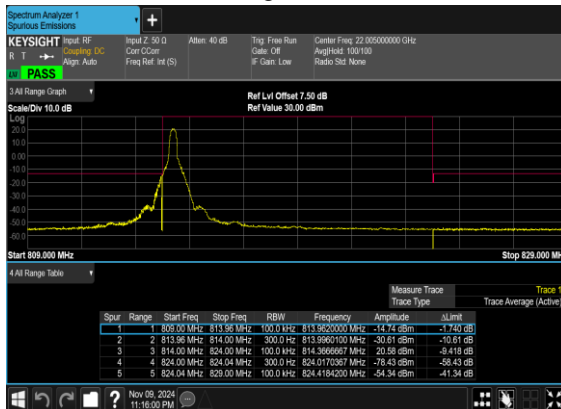 Spectrum Analyzer 1
Spurious Emissions
KEYSIGHT Input: RF Input Z: 50 Ω Atten: 40 dB Trig: Free Run Center Freq: 22.005000000 GHz
R T Coupling: DC Corr CCorr Gate: Off Avg|Hold: 100/100
Align: Auto Freq Ref: Int (S) IF Gain: Low Radio Std: None
PASS
3 All Range Graph
Ref Lvl Offset 7.50 dB
Scale/Div 10.0 dB Ref Value 30.00 dBm
Log
20.0
10.0
0.00
-10.0
-20.0
-30.0
-40.0
-50.0
-60.0
Start 809.000 MHz Stop 829.000 MHz
4 All Range Table
Measure Trace Trace 1
Trace Type Trace Average (Active)
Spur Range Start Freq Stop Freq RBW Frequency Amplitude ΔLimit
1 1 809.00 MHz 813.96 MHz 100.0 kHz 813.9620000 MHz -14.74 dBm -1.740 dB
2 2 813.96 MHz 814.00 MHz 300.0 Hz 813.9960100 MHz -30.61 dBm -10.61 dB
3 3 814.00 MHz 824.00 MHz 100.0 kHz 814.3666667 MHz 20.58 dBm -9.418 dB
4 4 824.00 MHz 824.04 MHz 300.0 Hz 824.0170367 MHz -78.43 dBm -58.43 dB
5 5 824.04 MHz 829.00 MHz 100.0 kHz 824.4184200 MHz -54.34 dBm -41.34 dB
Nov 09, 2024
11:16:00 PM